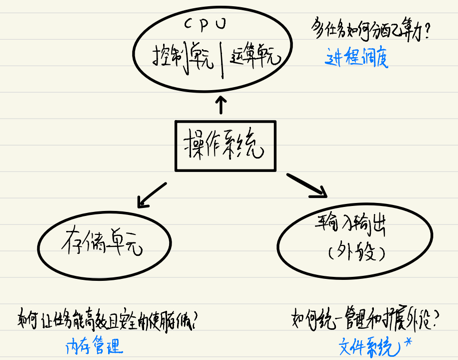 CPU
控制单元|运算单元
多任务如何分配算力?
进程调度
操作系统
存储单元
输入输出
(外设)
如何让任务能高效且安全的使用存储?
内存管理
如何统一管理和扩展外设?
文件系统*